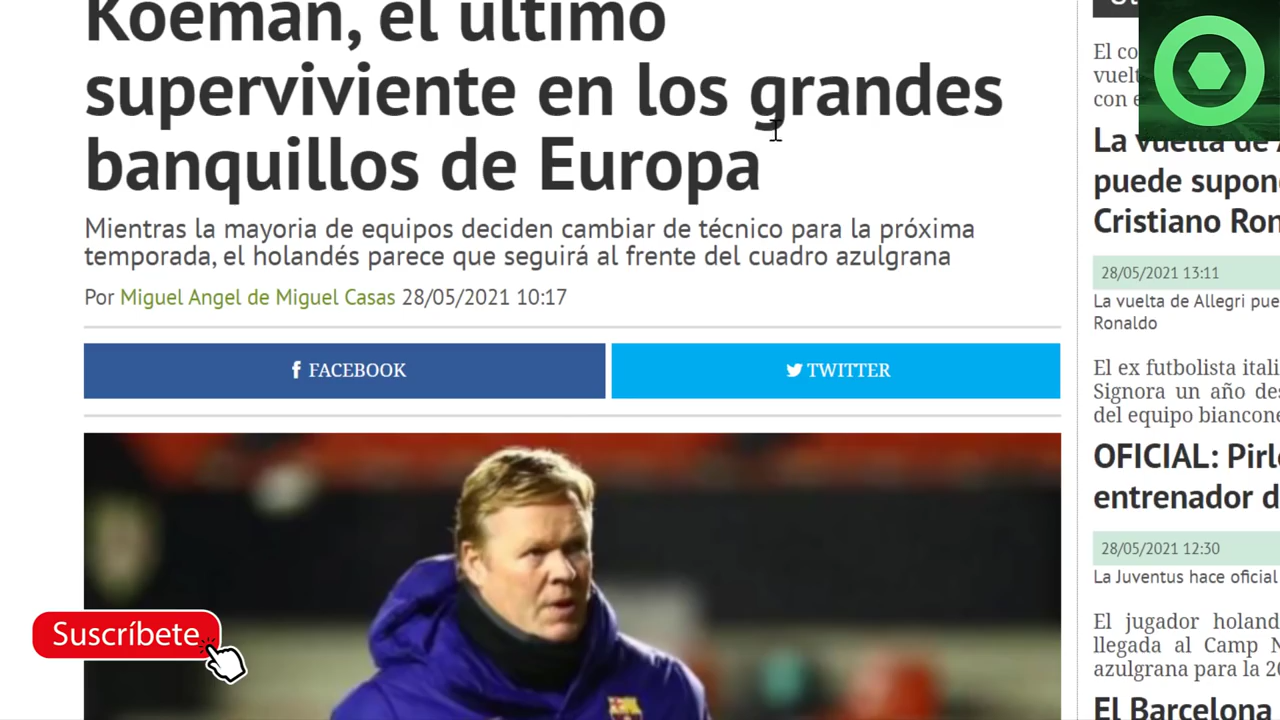 Koeman, el último
superviviente en los grandes
banquillos de Europa
Mientras la mayoria de equipos deciden cambiar de técnico para la próxima
temporada, el holandés parece que seguirá al frente del cuadro azulgrana
Por Miguel Angel de Miguel Casas 28/05/2021 10:17
FACEBOOK
TWITTER
Suscríbete
El co
vuelt
con e
La vuelta de
puede supon
Cristiano Ron
28/05/2021 13:11
La vuelta de Allegri pue
Ronaldo
El ex futbolista itali
Signora un año des
del equipo biancone
OFICIAL: Pirlo
entrenador d
28/05/2021 12:30
La Juventus hace oficial
El jugador holand
llegada al Camp N
azulgrana para la 20
El Barcelona